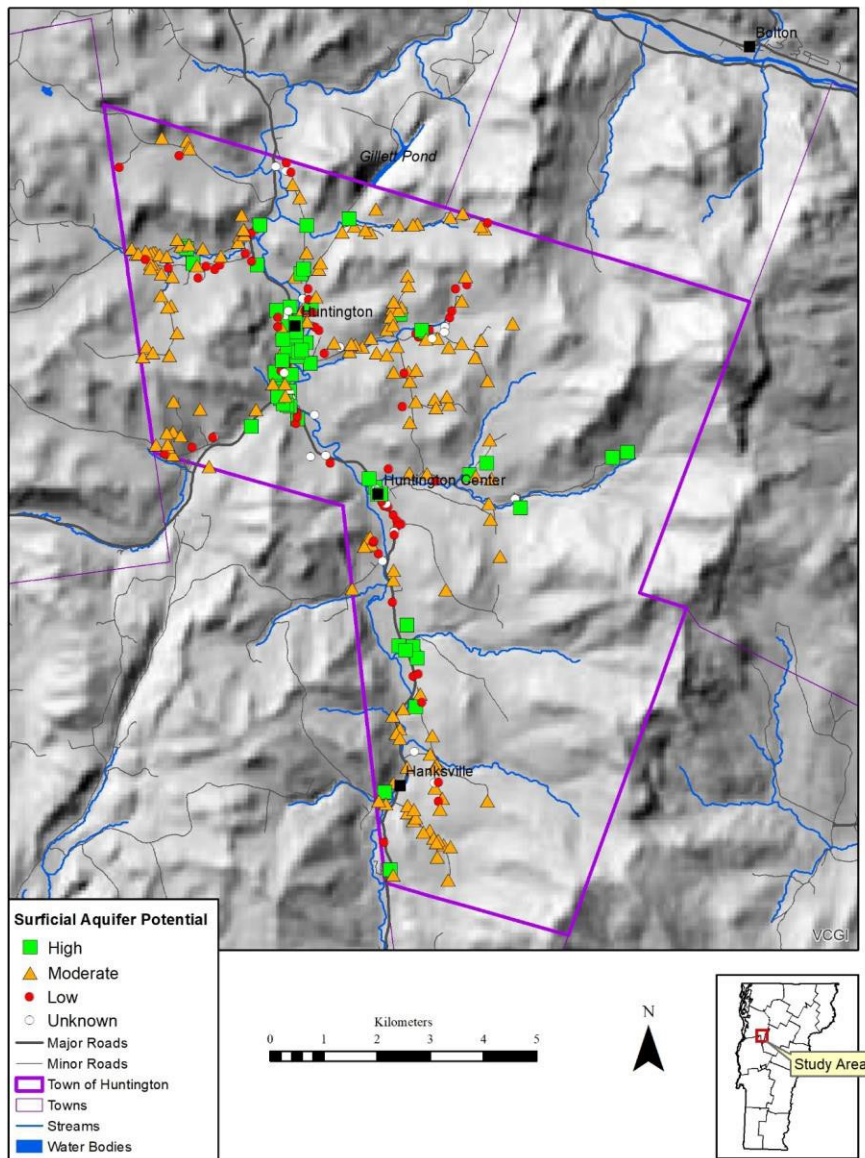 Bolton
Gillett Pond
Huntington
Huntington Center
Hanksville
VCGI
Surficial Aquifer Potential
High
Moderate
Low
Unknown
Major Roads
Minor Roads
Town of Huntington
Towns
Streams
Water Bodies
Kilometers
0 1 2 3 4 5
N
Study Area